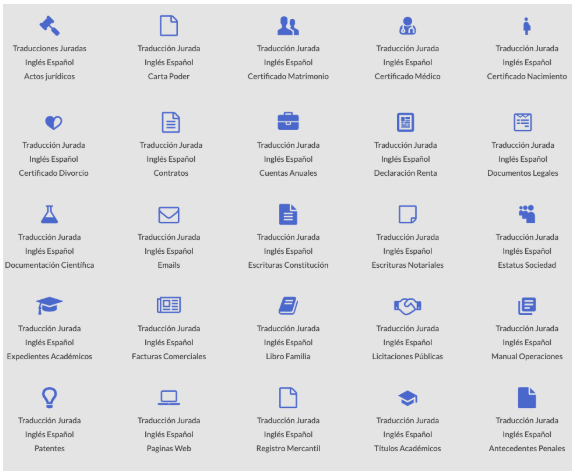 Traducciones Juradas
Inglés Español
Actos jurídicos
Traducción Jurada
Inglés Español
Carta Poder
Traducción Jurada
Inglés Español
Certificado Matrimonio
Traducción Jurada
Inglés Español
Certificado Médico
Traducción Jurada
Inglés Español
Certificado Nacimiento
Traducción Jurada
Inglés Español
Certificado Divorcio
Traducción Jurada
Inglés Español
Contratos
Traducción Jurada
Inglés Español
Cuentas Anuales
Traducción Jurada
Inglés Español
Declaración Renta
Traducción Jurada
Inglés Español
Documentos Legales
Traducción Jurada
Inglés Español
Documentación Científica
Traducción Jurada
Inglés Español
Emails
Traducción Jurada
Inglés Español
Escrituras Constitución
Traducción Jurada
Inglés Español
Escrituras Notariales
Traducción Jurada
Inglés Español
Estatus Sociedad
Traducción Jurada
Inglés Español
Expedientes Académicos
Traducción Jurada
Inglés Español
Facturas Comerciales
Traducción Jurada
Inglés Español
Libro Familia
Traducción Jurada
Inglés Español
Licitaciones Públicas
Traducción Jurada
Inglés Español
Manual Operaciones
Traducción Jurada
Inglés Español
Patentes
Traducción Jurada
Inglés Español
Paginas Web
Traducción Jurada
Inglés Español
Registro Mercantil
Traducción Jurada
Inglés Español
Títulos Académicos
Traducción Jurada
Inglés Español
Antecedentes Penales